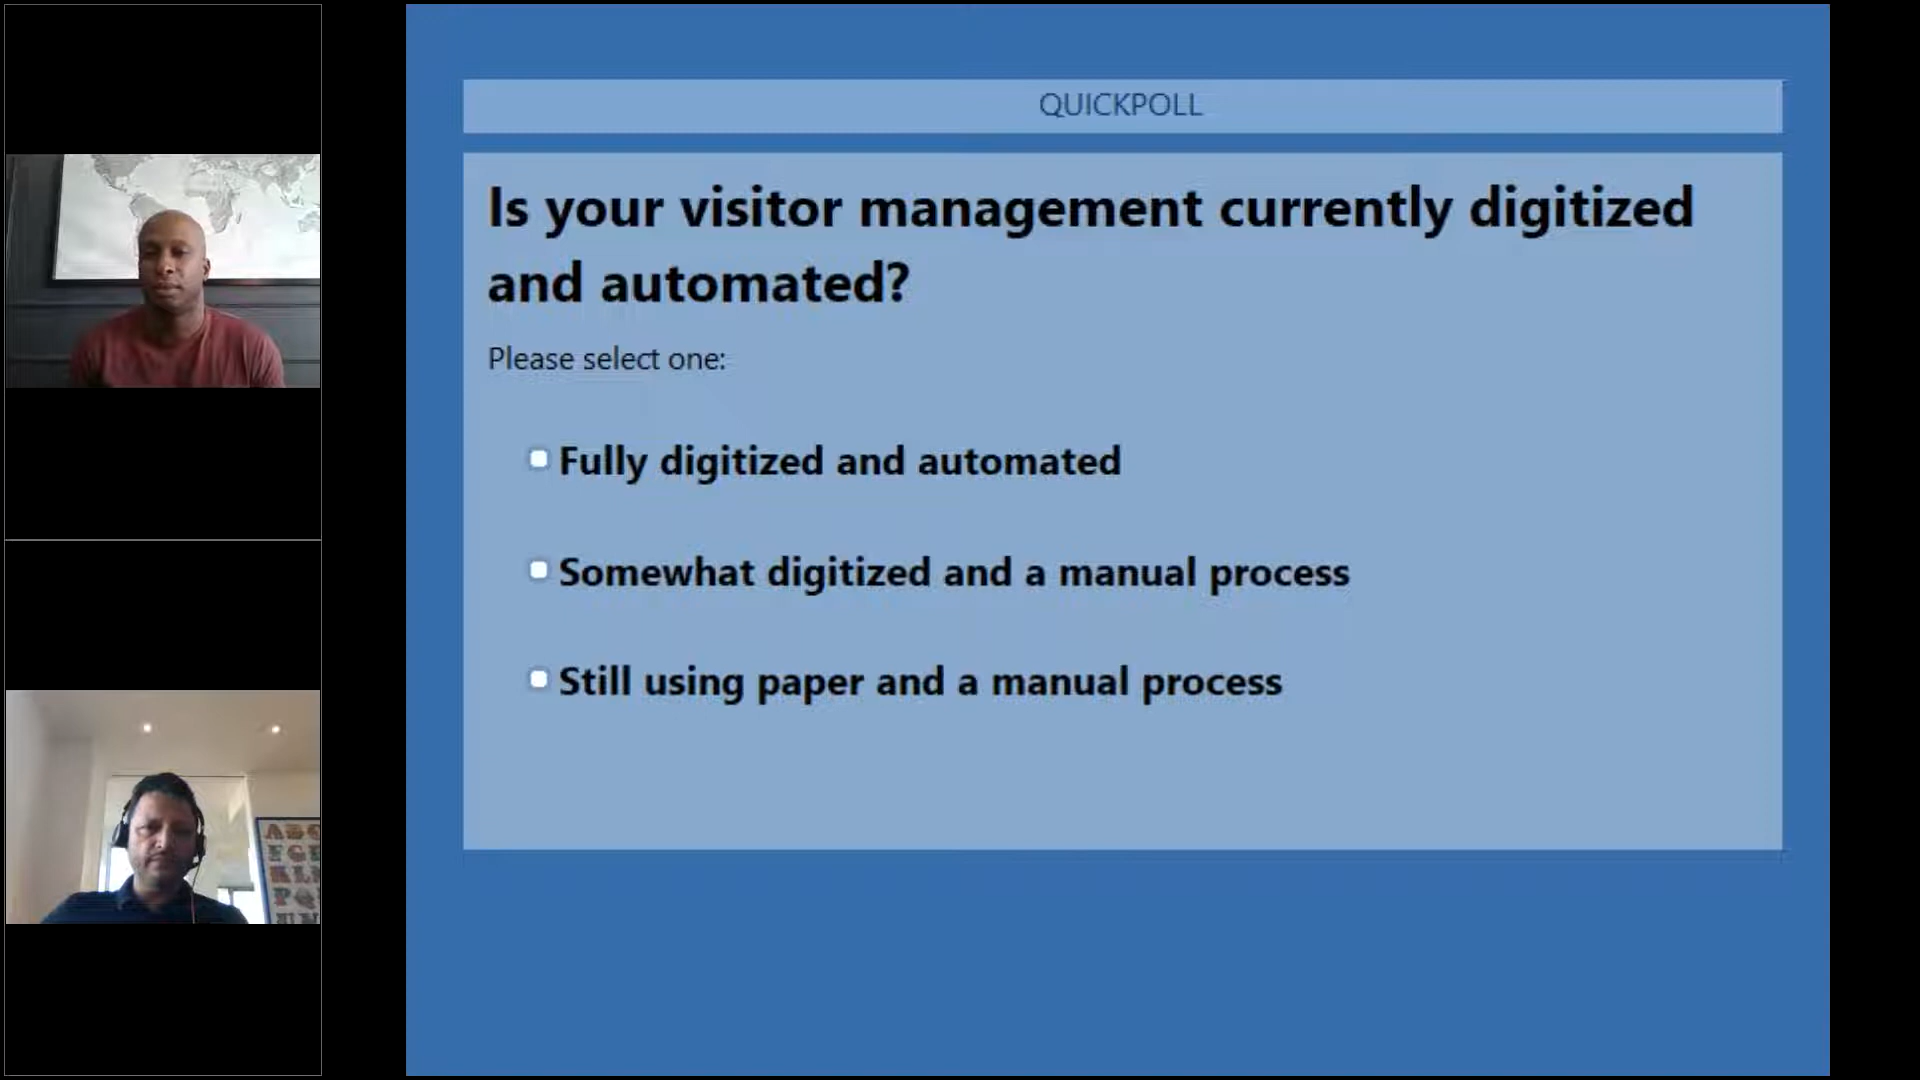 QUICKPOLL
Is your visitor management currently digitized
and automated?
Please select one:
Fully digitized and automated
Somewhat digitized and a manual process
Still using paper and a manual process